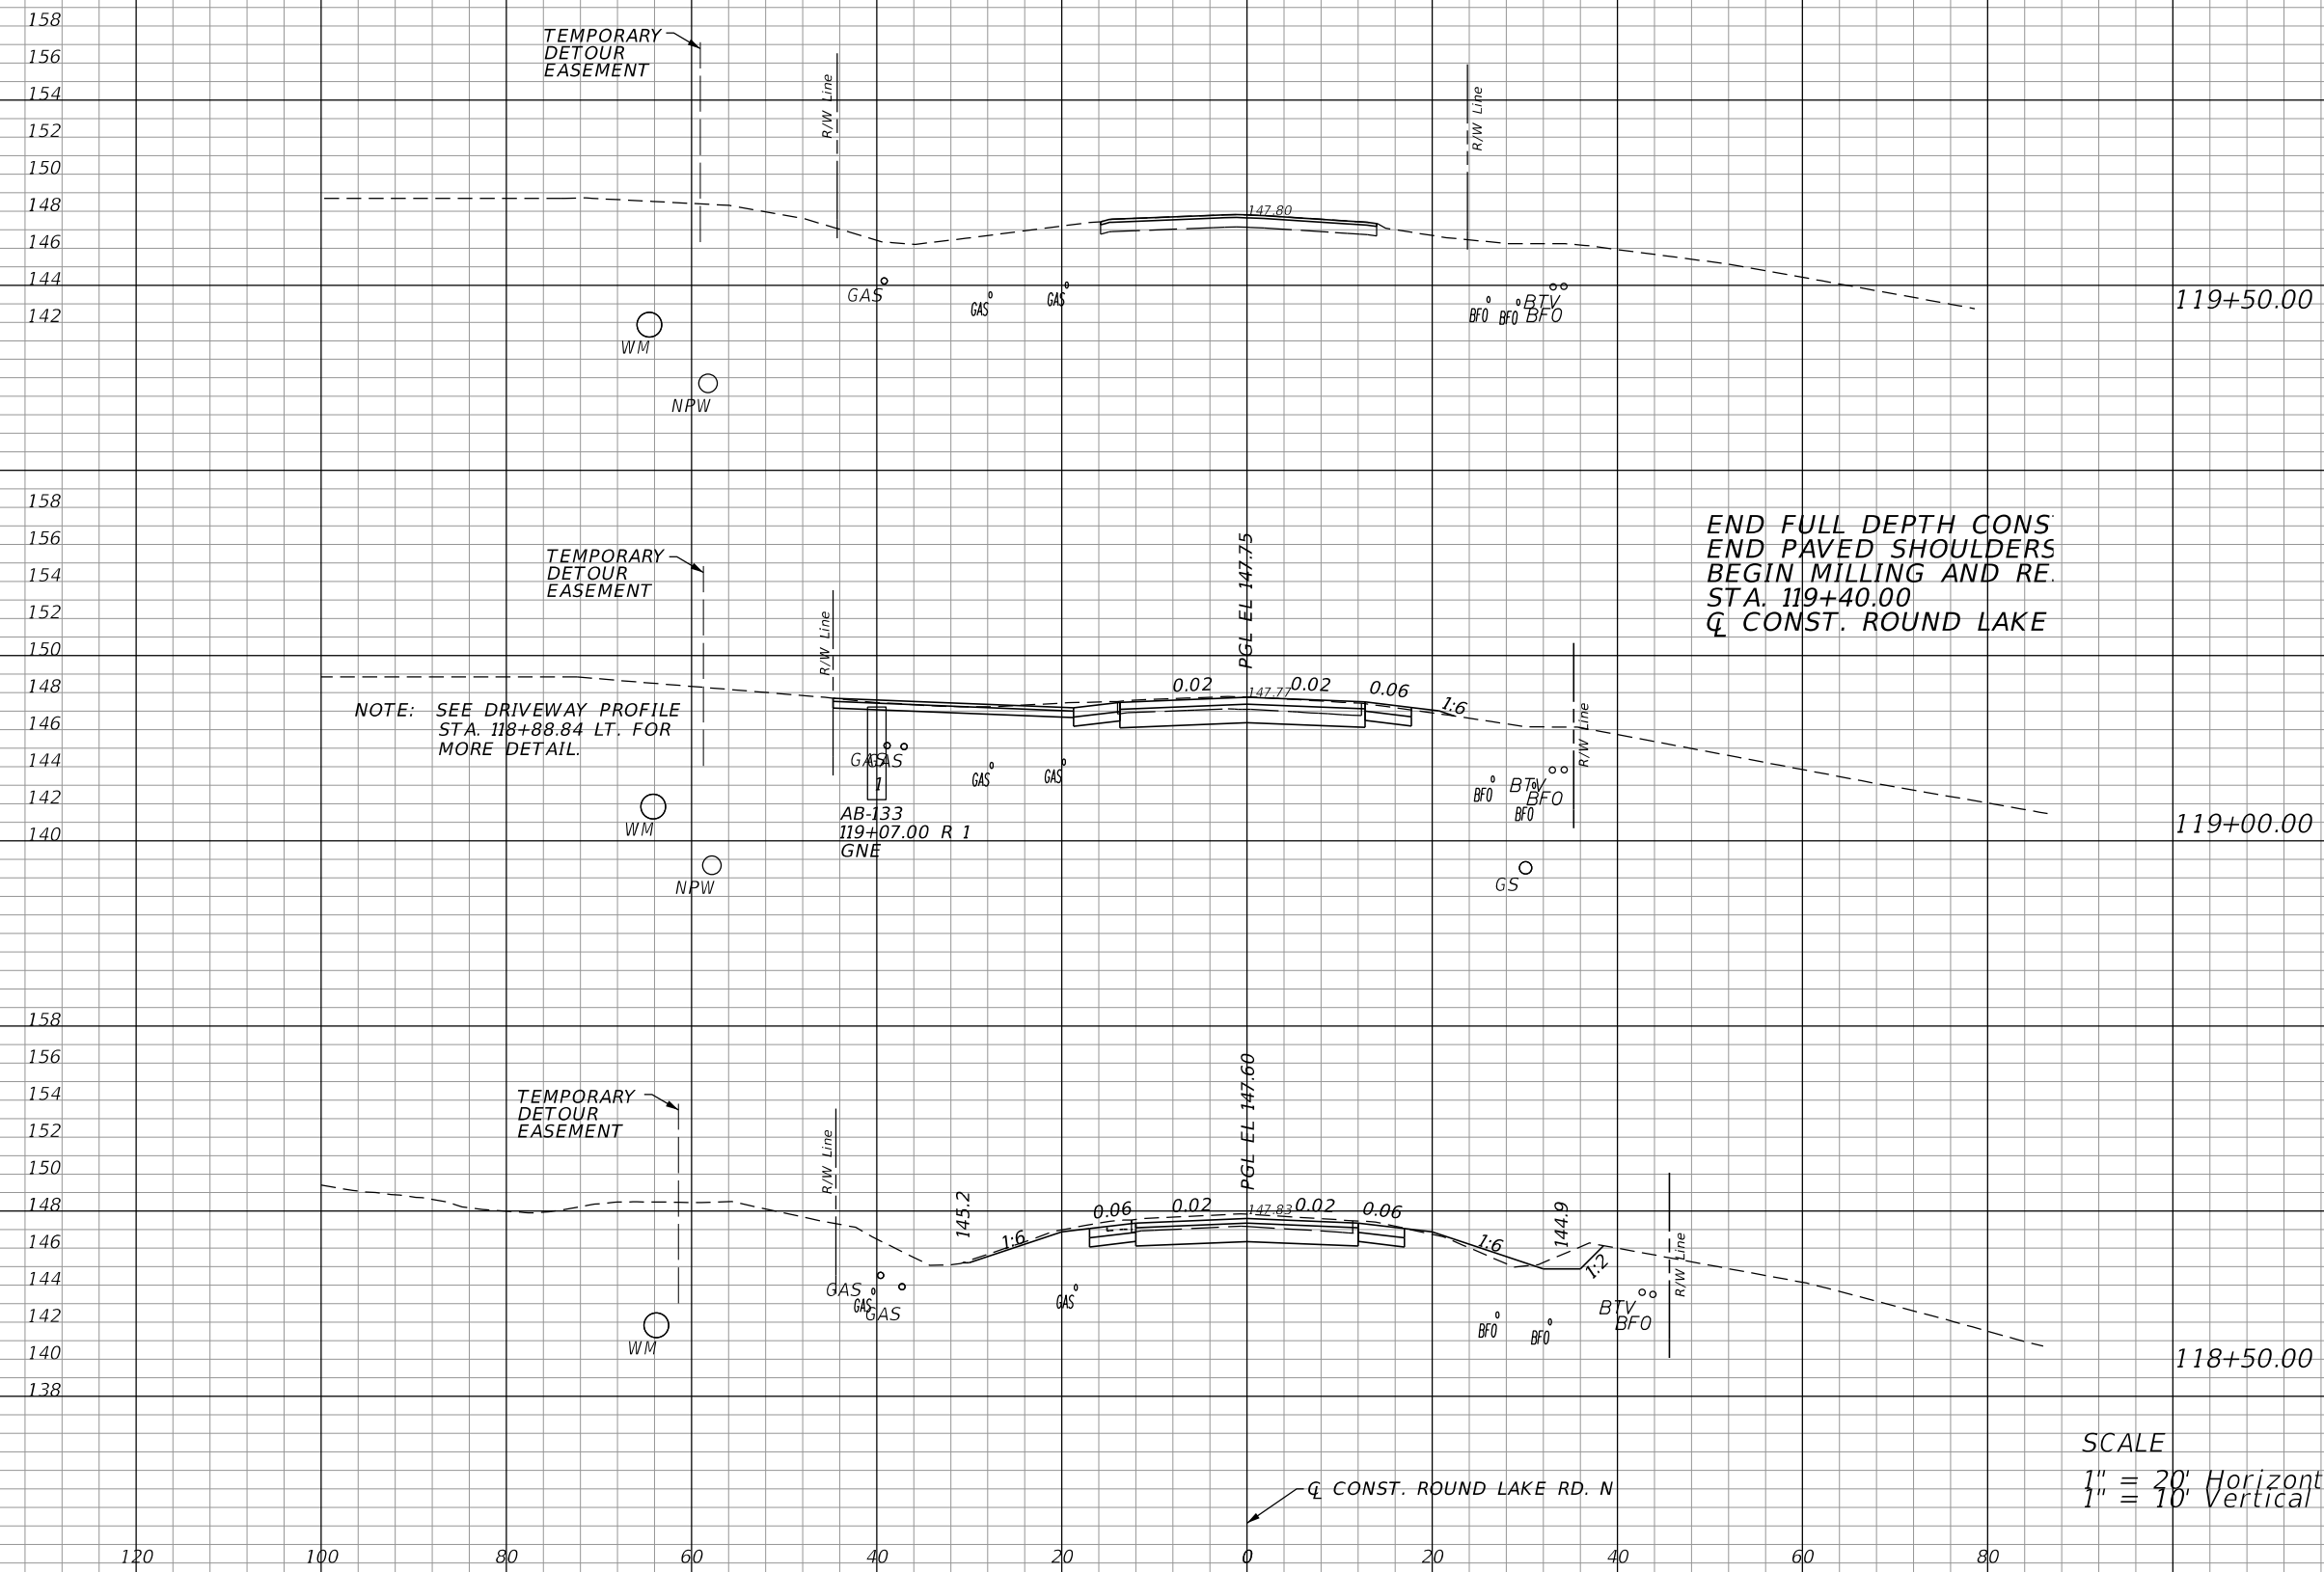 158
156
154
152
150
148
146
144
142
TEMPORARY
DETOUR
EASEMENT
R/W Line
R/W Line
147.80
GAS
GAS
GAS
BFO
BFO
BTV
BFO
WM
NPW
119+50.00
158
156
154
152
150
148
146
144
142
140
TEMPORARY
DETOUR
EASEMENT
R/W Line
PGL EL 147.75
END FULL DEPTH CONS
END PAVED SHOULDERS
BEGIN MILLING AND RE
STA. 119+40.00
℄ CONST. ROUND LAKE
0.02
147.77
0.02
0.06
1:6
R/W Line
NOTE: SEE DRIVEWAY PROFILE
STA. 118+88.84 LT. FOR
MORE DETAIL.
GAS
GAS
GAS
GAS
1
AB-133
119+07.00 R 1
GNE
BFO
BTV
BFO
BFO
WM
NPW
GS
119+00.00
158
156
154
152
150
148
146
144
142
140
138
TEMPORARY
DETOUR
EASEMENT
R/W Line
PGL EL 147.60
145.2
1:6
0.06
0.02
147.83
0.02
0.06
1:6
144.9
1:2
R/W Line
GAS
GAS
GAS
GAS
BFO
BFO
BTV
BFO
WM
118+50.00
SCALE
1" = 20' Horizont
1" = 10' Vertical
℄ CONST. ROUND LAKE RD. N
120 100 80 60 40 20 0 20 40 60 80